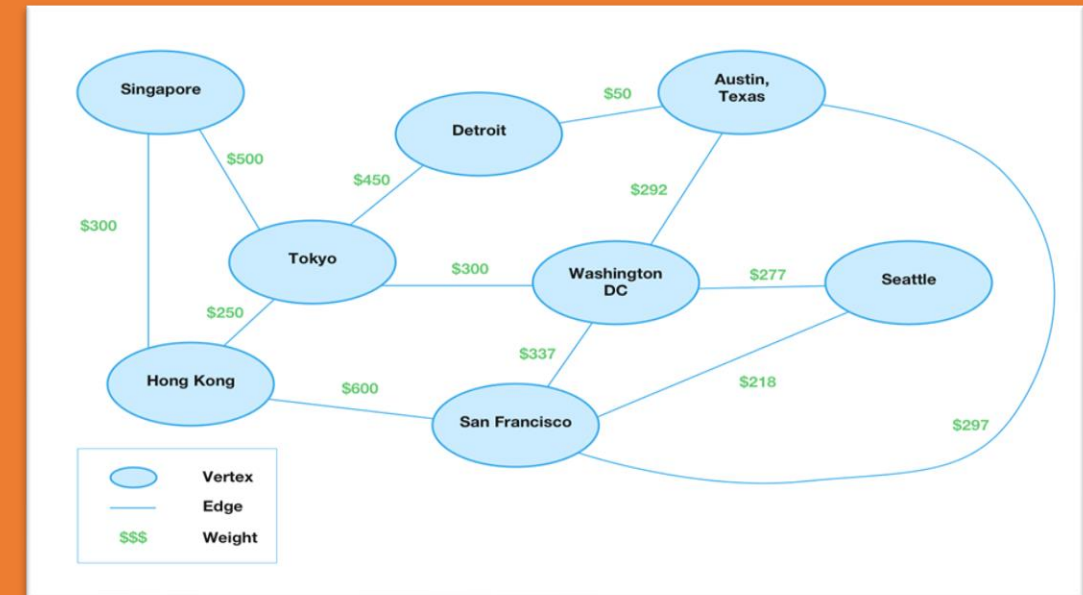 Singapore
Austin,
Texas
$50
Detroit
$500
$450
$292
$300
Tokyo
$300
Washington
DC
$277
Seattle
$250
$337
Hong Kong
$600
$218
San Francisco
$297
Vertex
Edge
$$$ Weight